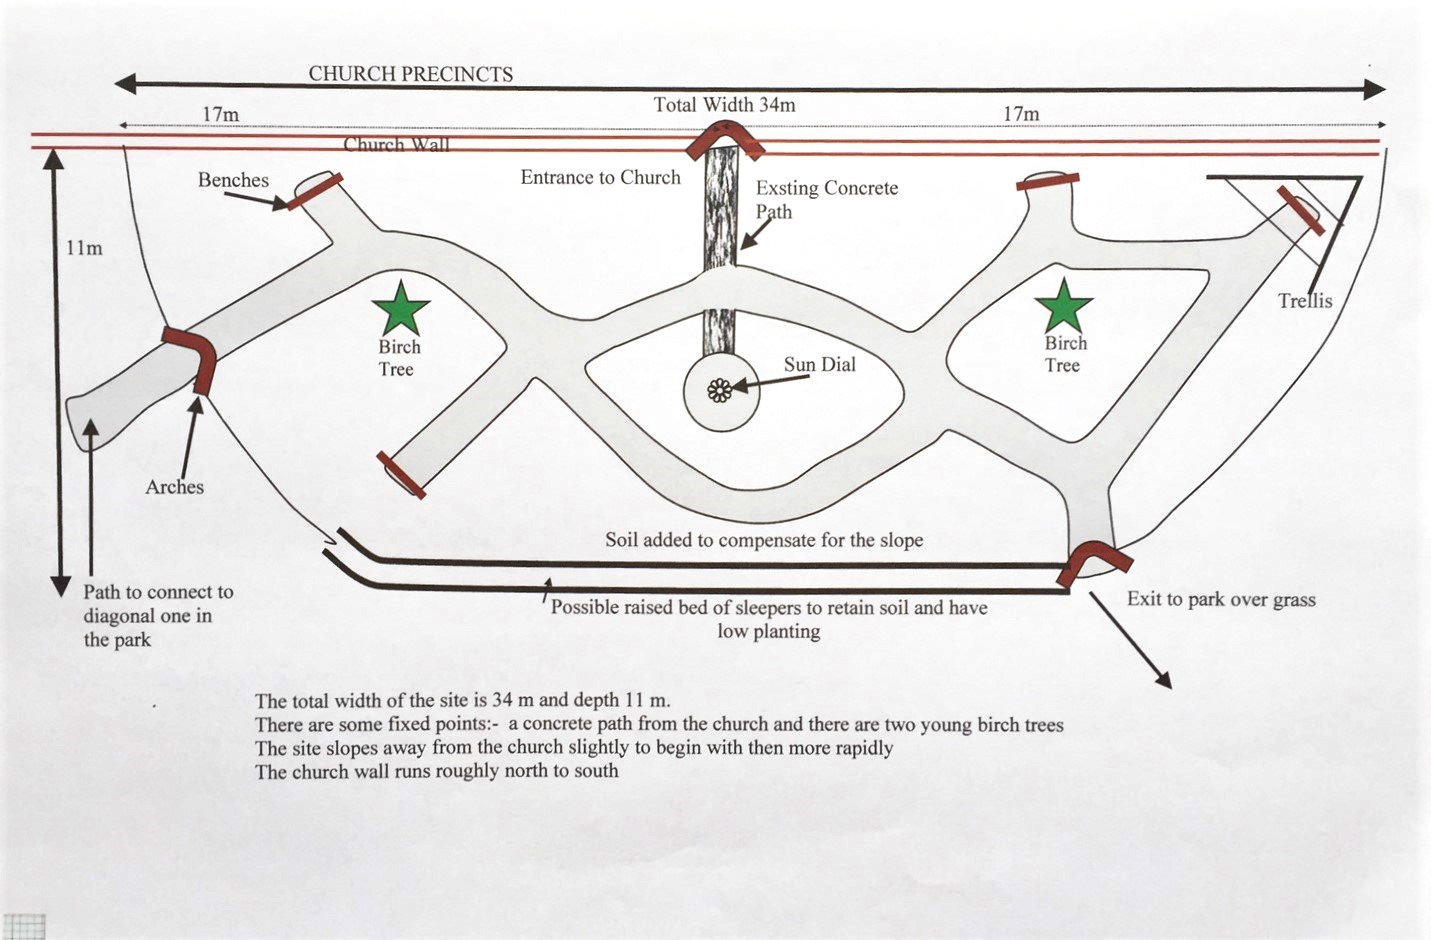 CHURCH PRECINCTS
Total Width 34m
17m
17m
Church Wall
Benches
Entrance to Church
Exsting Concrete
Path
11m
Trellis
Birch
Tree
Birch
Tree
Sun Dial
Arches
Soil added to compensate for the slope
Path to connect to
diagonal one in
the park
Possible raised bed of sleepers to retain soil and have
low planting
Exit to park over grass
The total width of the site is 34 m and depth 11 m.
There are some fixed points:- a concrete path from the church and there are two young birch trees
The site slopes away from the church slightly to begin with then more rapidly
The church wall runs roughly north to south